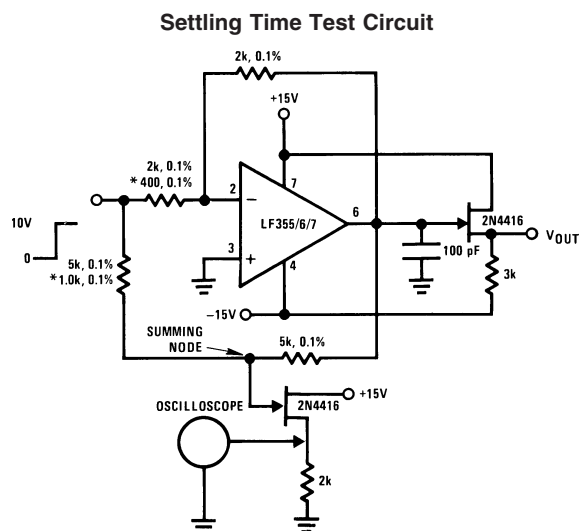 Settling Time Test Circuit
2k, 0.1%
+15V
2k, 0.1%
*400, 0.1%
2
7
6
3
4
−
+
LF355/6/7
2N4416
VOUT
10V
0
5k, 0.1%
*1.0k, 0.1%
100 pF
3k
−15V
SUMMING
NODE
5k, 0.1%
+15V
2N4416
OSCILLOSCOPE
2k